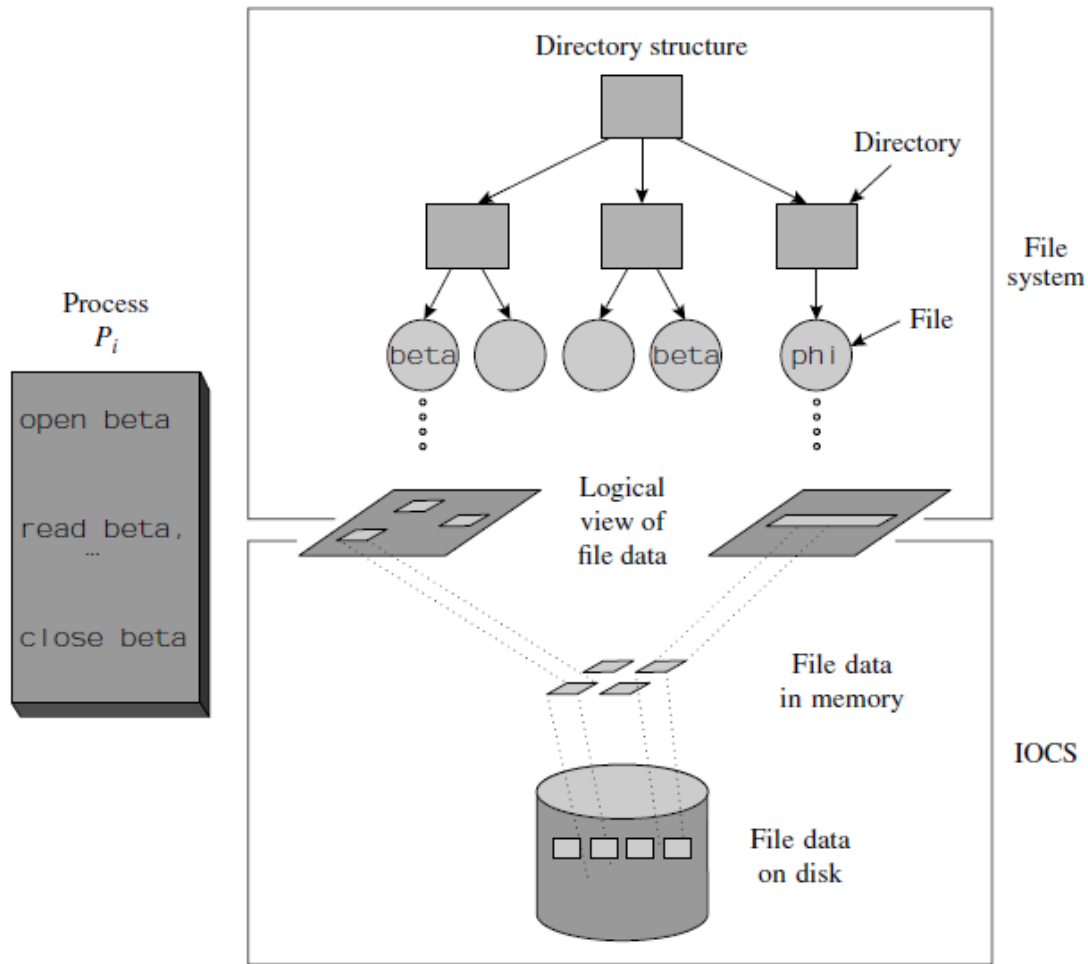 Directory structure
Directory
File
system
File
Process
P_i
beta
beta
phi
open beta
read beta,
...
close beta
Logical
view of
file data
File data
in memory
IOCS
File data
on disk